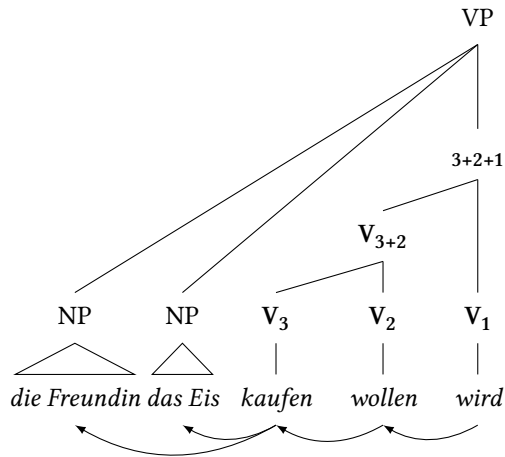 VP
3+2+1
V3+2
NP NP V3 V2 V1
die Freundin das Eis kaufen wollen wird